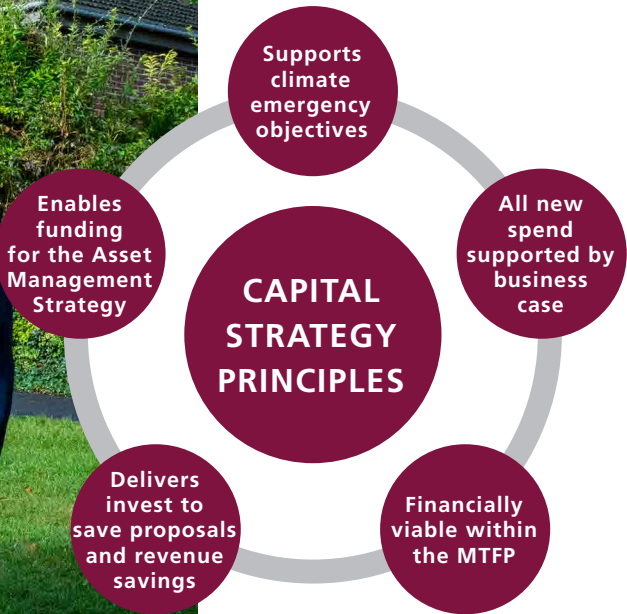 Supports
climate
emergency
objectives
All new
spend
supported by
business
case
Financially
viable within
the MTFP
Delivers
invest to
save proposals
and revenue
savings
Enables
funding
for the Asset
Management
Strategy
CAPITAL
STRATEGY
PRINCIPLES